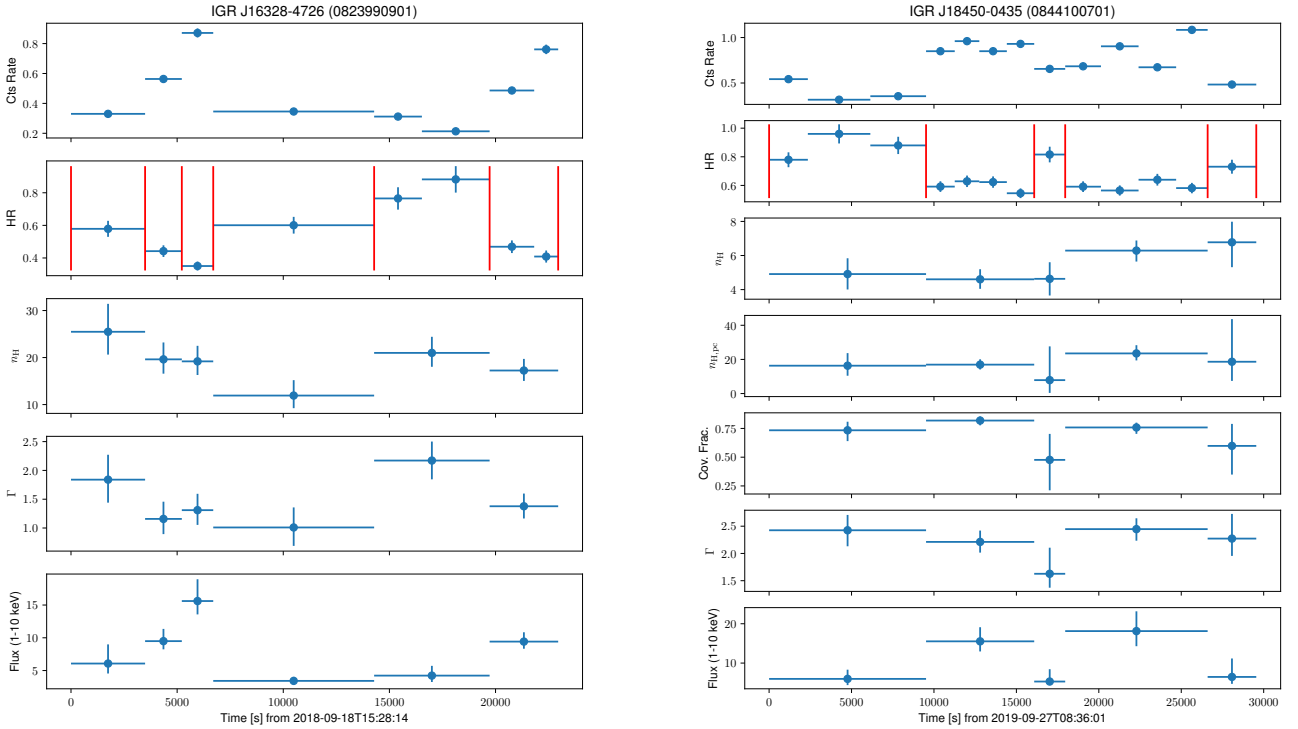 IGR J16328-4726 (0823990901)
Cts Rate
0.8
0.6
0.4
0.2
HR
0.8
0.6
0.4
n_H
30
20
10
Γ
2.5
2.0
1.5
1.0
Flux (1-10 keV)
15
10
5
0 5000 10000 15000 20000
Time [s] from 2018-09-18T15:28:14
IGR J18450-0435 (0844100701)
Cts Rate
1.0
0.5
HR
1.0
0.8
0.6
n_H
8
6
4
n_H,pc
40
20
0
Cov. Frac.
0.75
0.50
0.25
Γ
2.5
2.0
1.5
Flux (1-10 keV)
20
10
0 5000 10000 15000 20000 25000 30000
Time [s] from 2019-09-27T08:36:01